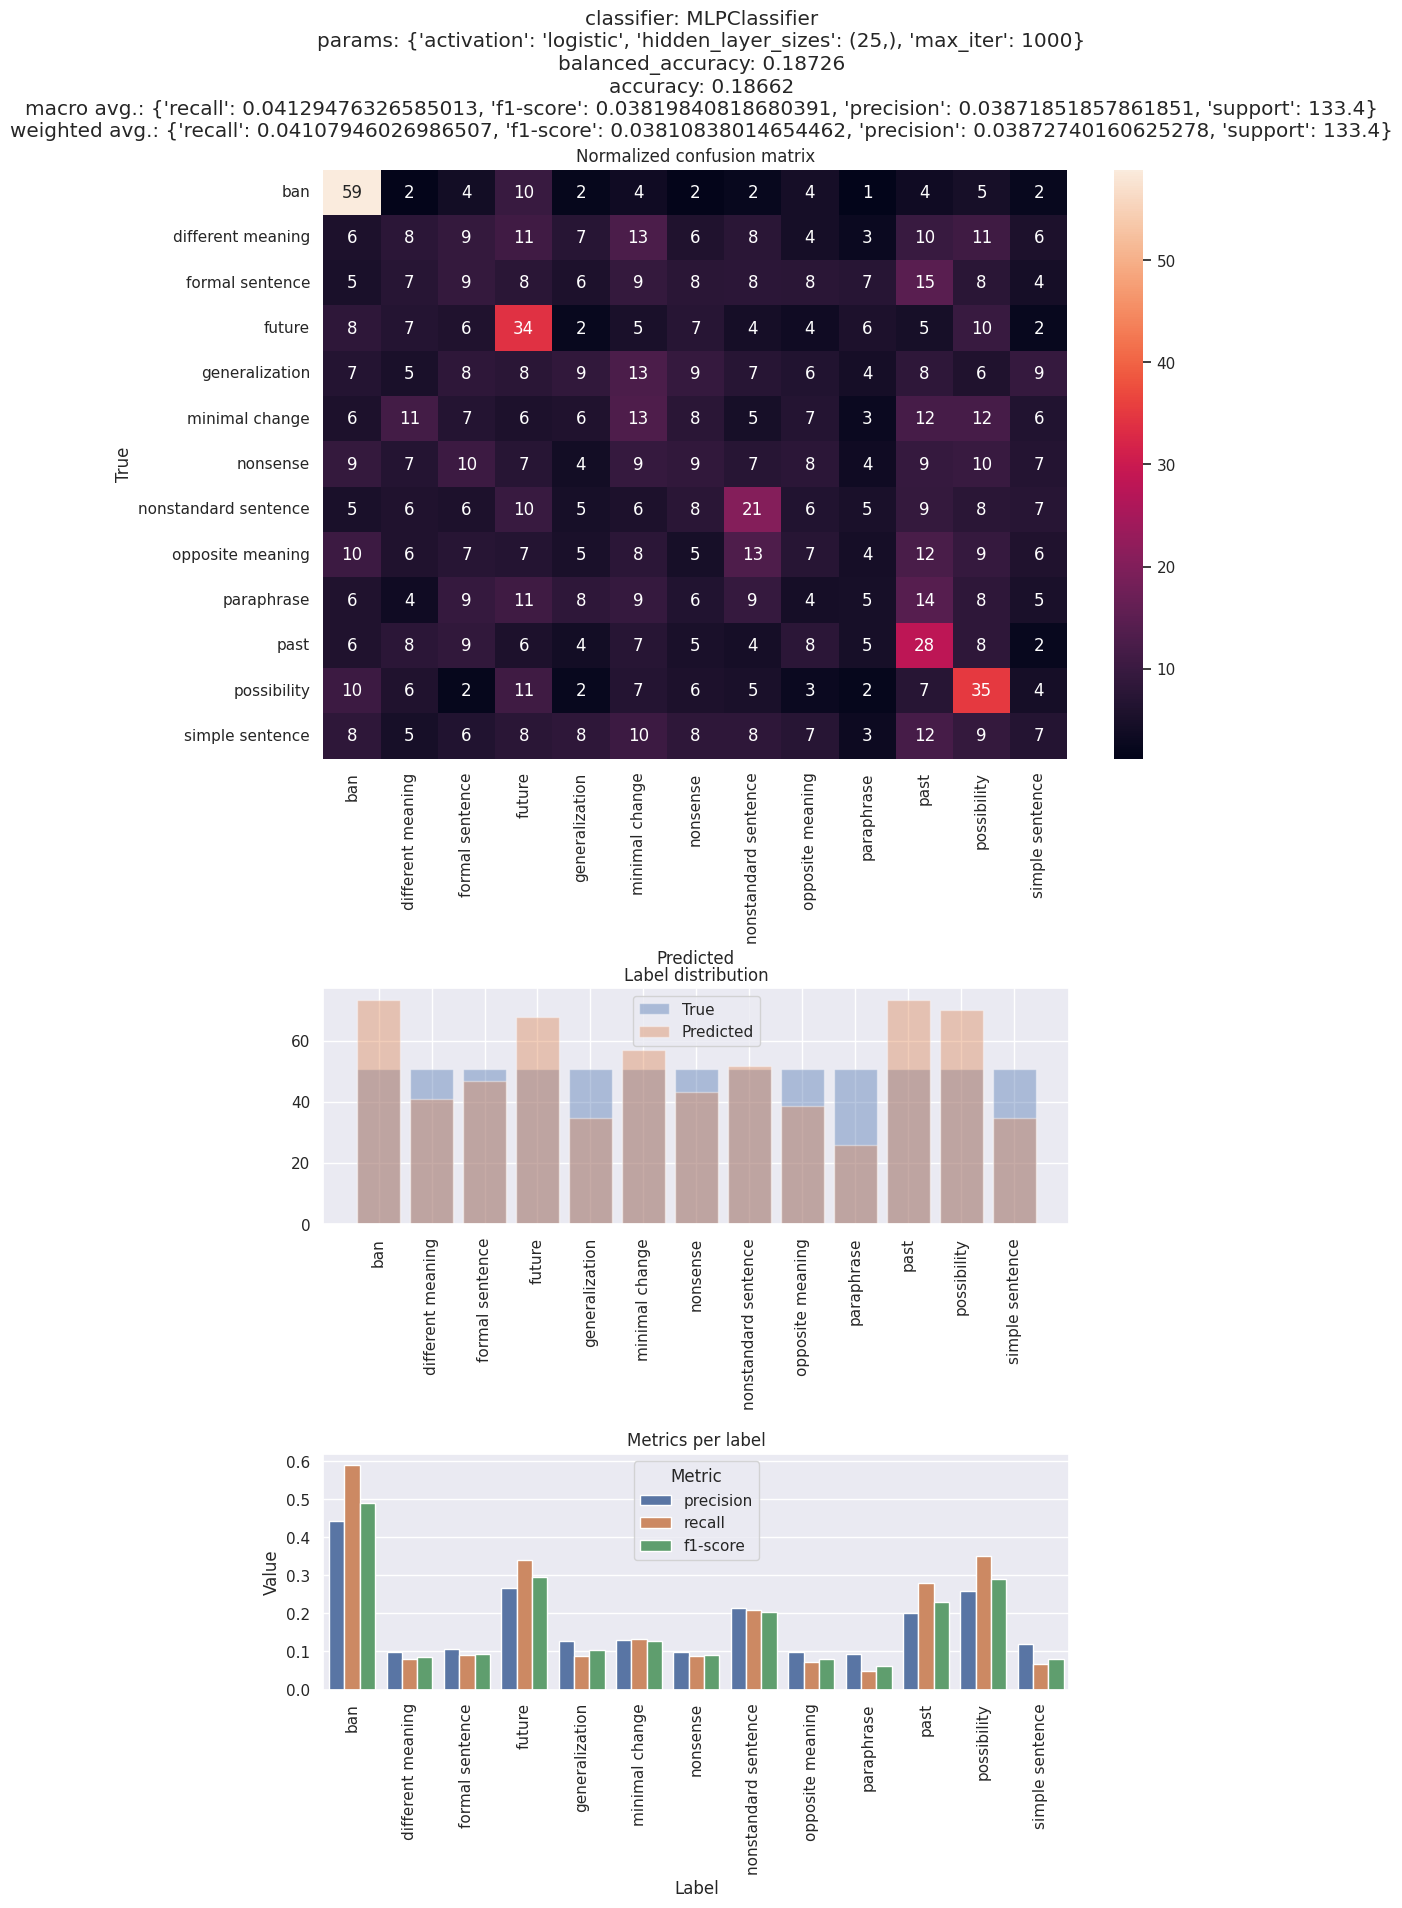 classifier: MLPClassifier
params: {'activation': 'logistic', 'hidden_layer_sizes': (25,), 'max_iter': 1000}
balanced_accuracy: 0.18726
accuracy: 0.18662
macro avg.: {'recall': 0.04129476326585013, 'f1-score': 0.03819840818680391, 'precision': 0.03871851857861851, 'support': 133.4}
weighted avg.: {'recall': 0.04107946026986507, 'f1-score': 0.03810838014654462, 'precision': 0.03872740160625278, 'support': 133.4}
Normalized confusion matrix
True
ban 59 2 4 10 2 4 2 2 4 1 4 5 2
different meaning 6 8 9 11 7 13 6 8 4 3 10 11 6
formal sentence 5 7 9 8 6 9 8 8 8 7 15 8 4
future 8 7 6 34 2 5 7 4 4 6 5 10 2
generalization 7 5 8 8 9 13 9 7 6 4 8 6 9
minimal change 6 11 7 6 6 13 8 5 7 3 12 12 6
nonsense 9 7 10 7 4 9 9 7 8 4 9 10 7
nonstandard sentence 5 6 6 10 5 6 8 21 6 5 9 8 7
opposite meaning 10 6 7 7 5 8 5 13 7 4 12 9 6
paraphrase 6 4 9 11 8 9 6 9 4 5 14 8 5
past 6 8 9 6 4 7 5 4 8 5 28 8 2
possibility 10 6 2 11 2 7 6 5 3 2 7 35 4
simple sentence 8 5 6 8 8 10 8 8 7 3 12 9 7
50
40
30
20
10
ban
different meaning
formal sentence
future
generalization
minimal change
nonsense
nonstandard sentence
opposite meaning
paraphrase
past
possibility
simple sentence
Predicted
Label distribution
True
Predicted
60
40
20
0
ban
different meaning
formal sentence
future
generalization
minimal change
nonsense
nonstandard sentence
opposite meaning
paraphrase
past
possibility
simple sentence
Metrics per label
Metric
precision
recall
f1-score
Value
0.6
0.5
0.4
0.3
0.2
0.1
0.0
ban
different meaning
formal sentence
future
generalization
minimal change
nonsense
nonstandard sentence
opposite meaning
paraphrase
past
possibility
simple sentence
Label